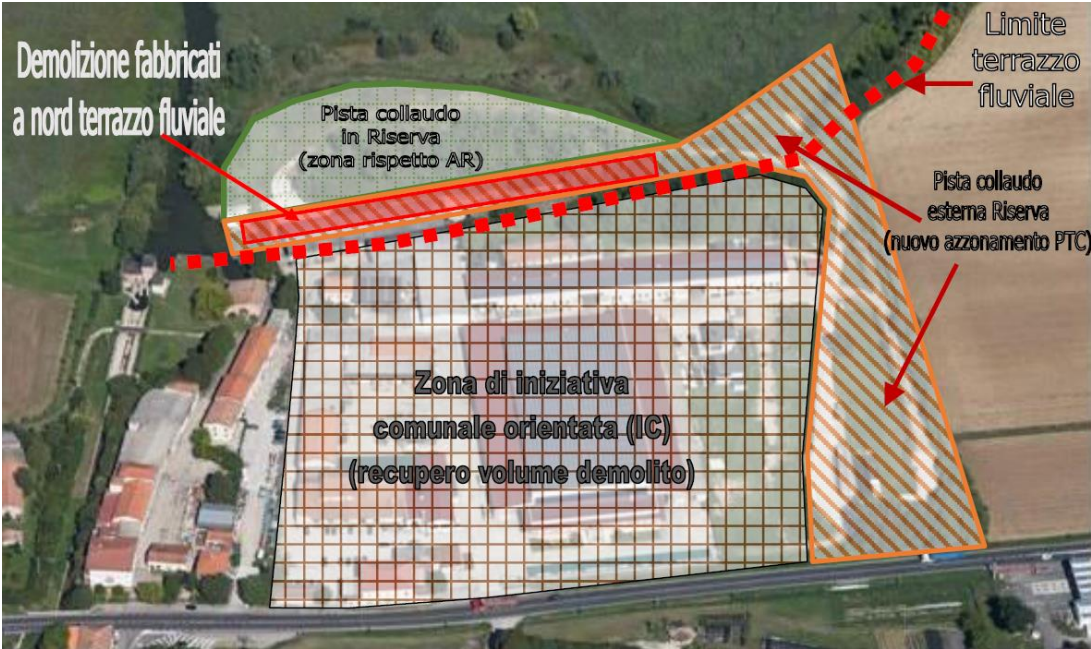 Demolizione fabbricati
a nord terrazzo fluviale
Pista collaudo
in Riserva
(zona rispetto AR)
Limite
terrazzo
fluviale
Pista collaudo
esterna Riserva
(nuovo azzonamento PTC)
Zona di iniziativa
comunale orientata (IC)
(recupero volume demolito)